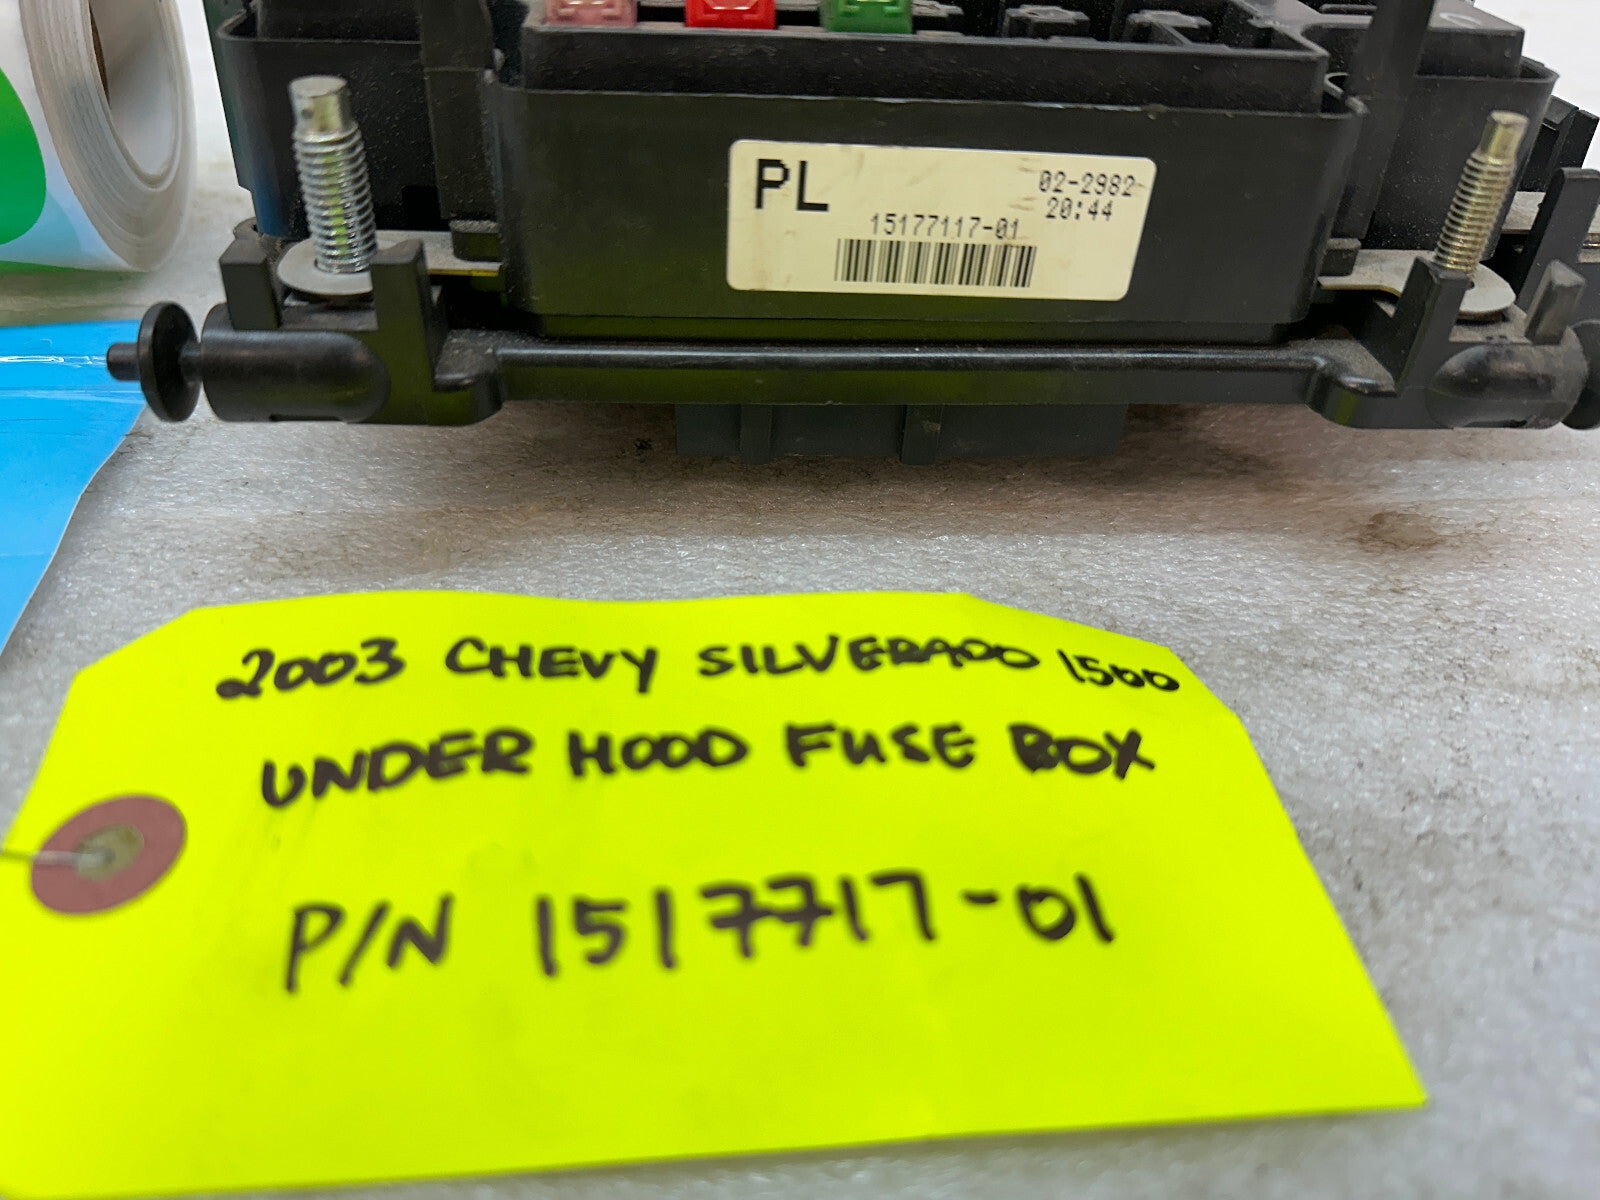 PL
02-2982
20:44
15177117-01
2003 CHEVY SILVERADO 1500
UNDER HOOD FUSE BOX
P/N 1517717-01